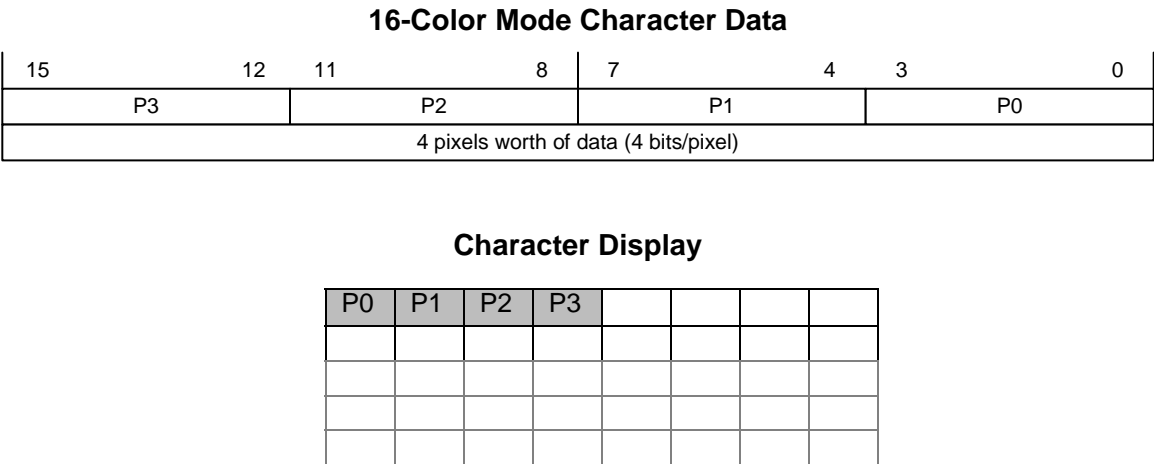 16-Color Mode Character Data
15 12 11 8 7 4 3 0
P3 P2 P1 P0
4 pixels worth of data (4 bits/pixel)
Character Display
P0 P1 P2 P3